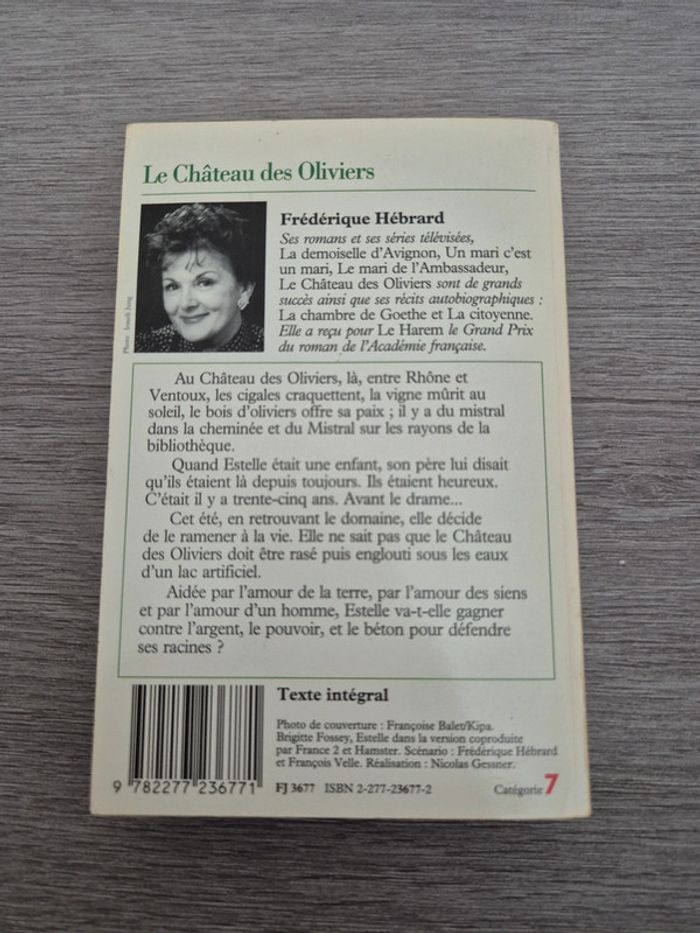 Le Château des Oliviers
Frédérique Hébrard
Ses romans et ses séries télévisées,
La demoiselle d'Avignon, Un mari c'est
un mari, Le mari de l'Ambassadeur,
Le Château des Oliviers sont de grands
succès ainsi que ses récits autobiographiques :
La chambre de Goethe et La citoyenne.
Elle a reçu pour Le Harem le Grand Prix
du roman de l'Académie française.
Photo : Irmeli Jung
Au Château des Oliviers, là, entre Rhône et
Ventoux, les cigales craquettent, la vigne mûrit au
soleil, le bois d'oliviers offre sa paix ; il y a du mistral
dans la cheminée et du Mistral sur les rayons de la
bibliothèque.
Quand Estelle était une enfant, son père lui disait
qu'ils étaient là depuis toujours. Ils étaient heureux.
C'était il y a trente-cinq ans. Avant le drame...
Cet été, en retrouvant le domaine, elle décide
de le ramener à la vie. Elle ne sait pas que le Château
des Oliviers doit être rasé puis englouti sous les eaux
d'un lac artificiel.
Aidée par l'amour de la terre, par l'amour des siens
et par l'amour d'un homme, Estelle va-t-elle gagner
contre l'argent, le pouvoir, et le béton pour défendre
ses racines ?
Texte intégral
Photo de couverture : Françoise Balet/Kipa.
Brigitte Fossey, Estelle dans la version coproduite
par France 2 et Hamster. Scénario : Frédérique Hébrard
et François Velle. Réalisation : Nicolas Gessner.
9 782277 236771
FJ 3677 ISBN 2-277-23677-2
Catégorie 7